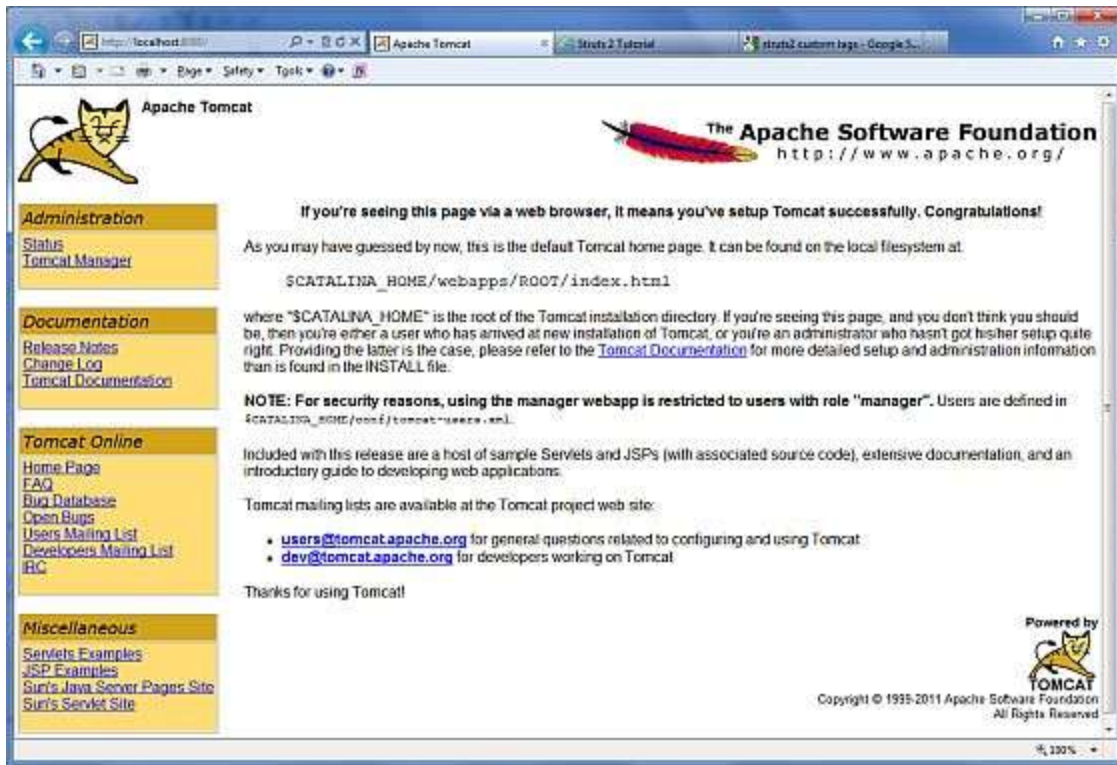 http://localhost:8080/
Apache Tomcat
Struts 2 Tutorial
struts2 custom tags - Google S...
Page
Safety
Tools
Apache Tomcat
The Apache Software Foundation
http://www.apache.org/
Administration
Status
Tomcat Manager
Documentation
Release Notes
Change Log
Tomcat Documentation
Tomcat Online
Home Page
FAQ
Bug Database
Open Bugs
Users Mailing List
Developers Mailing List
IRC
Miscellaneous
Servlets Examples
JSP Examples
Sun's Java Server Pages Site
Sun's Servlet Site
If you're seeing this page via a web browser, it means you've setup Tomcat successfully. Congratulations!
As you may have guessed by now, this is the default Tomcat home page. It can be found on the local filesystem at:
$CATALINA_HOME/webapps/ROOT/index.html
where "$CATALINA_HOME" is the root of the Tomcat installation directory. If you're seeing this page, and you don't think you should
be, then you're either a user who has arrived at new installation of Tomcat, or you're an administrator who hasn't got his/her setup quite
right. Providing the latter is the case, please refer to the Tomcat Documentation for more detailed setup and administration information
than is found in the INSTALL file.
NOTE: For security reasons, using the manager webapp is restricted to users with role "manager". Users are defined in
$CATALINA_HOME/conf/tomcat-users.xml.
Included with this release are a host of sample Servlets and JSPs (with associated source code), extensive documentation, and an
introductory guide to developing web applications.
Tomcat mailing lists are available at the Tomcat project web site:
• users@tomcat.apache.org for general questions related to configuring and using Tomcat
• dev@tomcat.apache.org for developers working on Tomcat
Thanks for using Tomcat!
Powered by
TOMCAT
Copyright © 1999-2011 Apache Software Foundation
All Rights Reserved
100%